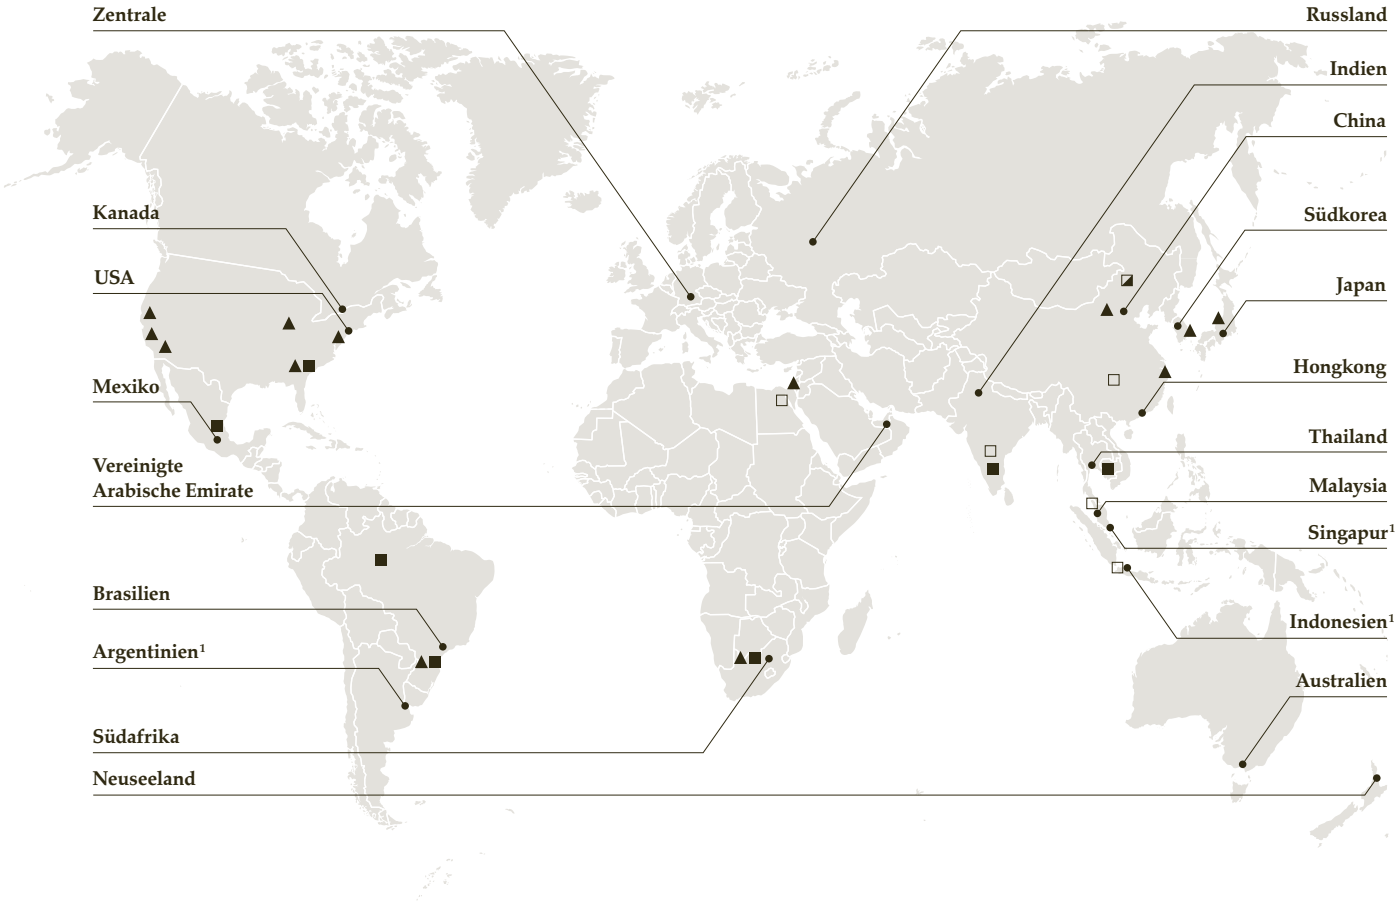 Zentrale
Russland
Indien
China
Kanada
Südkorea
USA
Japan
Hongkong
Mexiko
Thailand
Vereinigte
Arabische Emirate
Malaysia
Singapur¹
Brasilien
Indonesien¹
Argentinien¹
Australien
Südafrika
Neuseeland